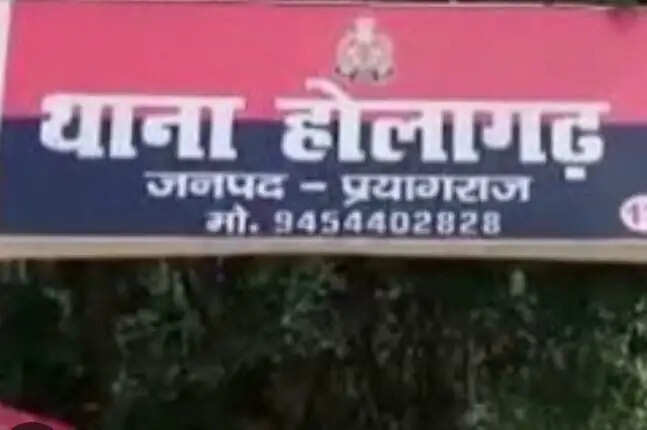 थाना होलागढ़
जनपद - प्रयागराज
मो. 9454402828